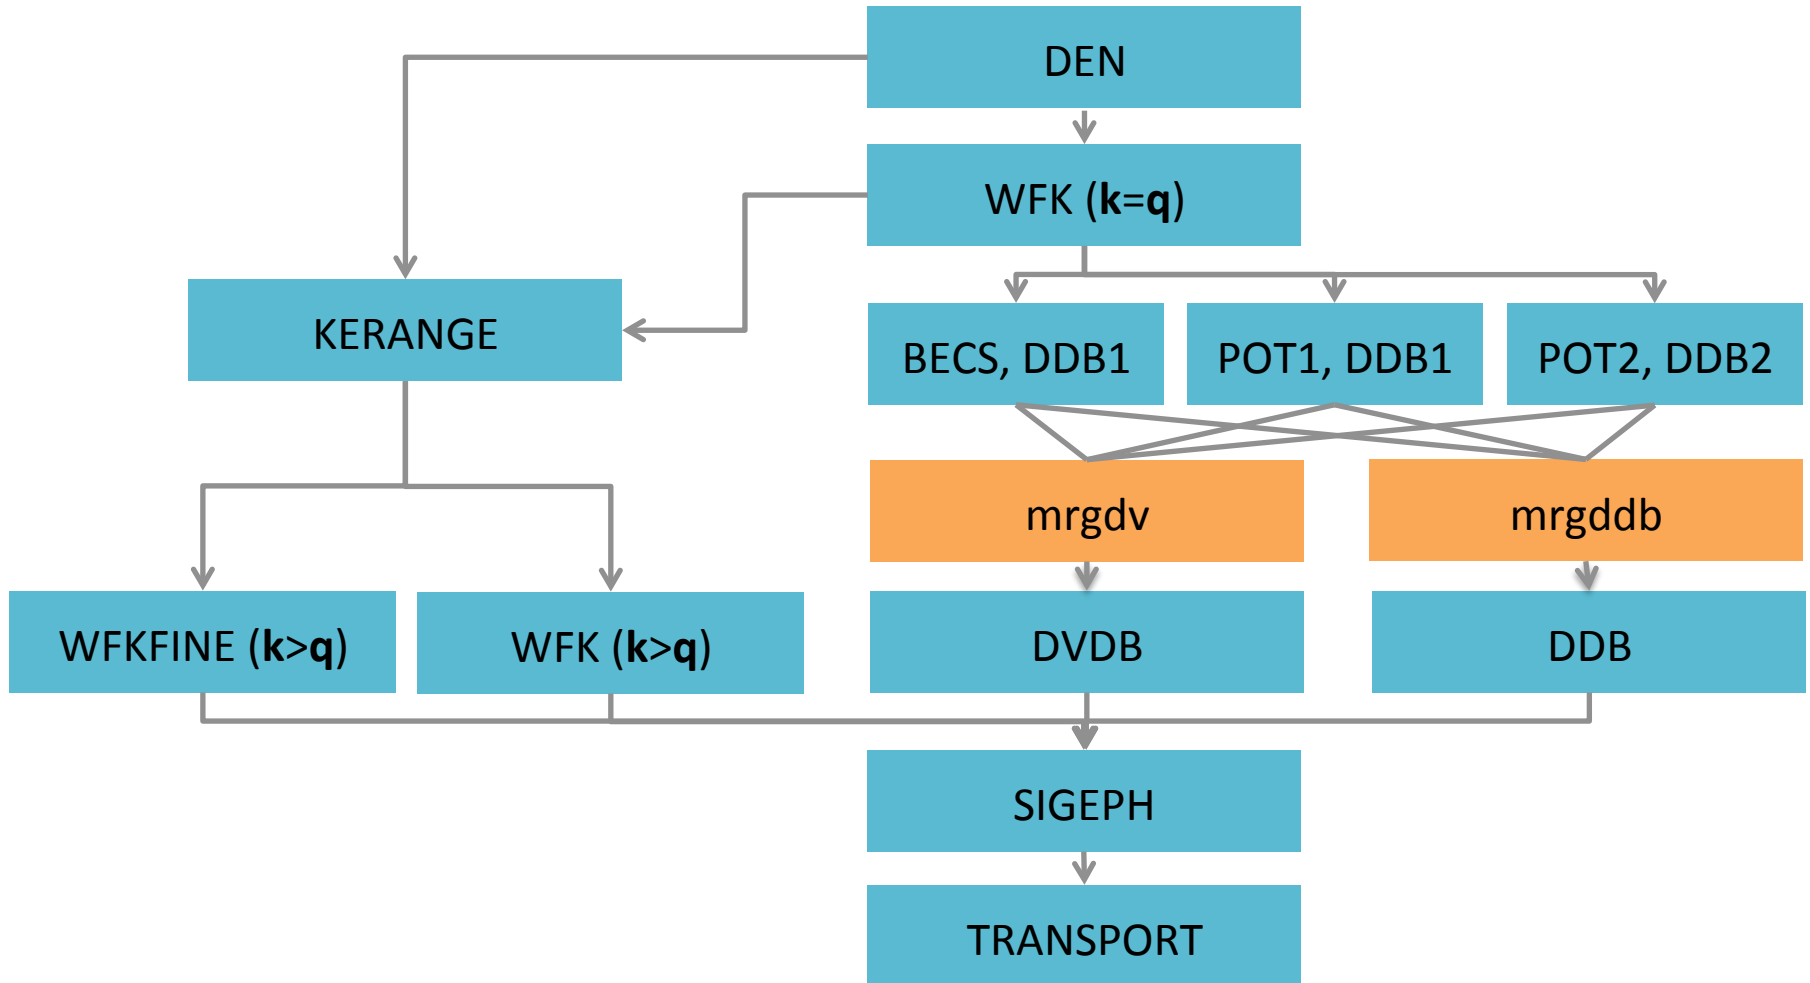 DEN
WFK (k=q)
KERANGE
BECS, DDB1
POT1, DDB1
POT2, DDB2
mrgdv
mrgddb
WFKFINE (k>q)
WFK (k>q)
DVDB
DDB
SIGEPH
TRANSPORT